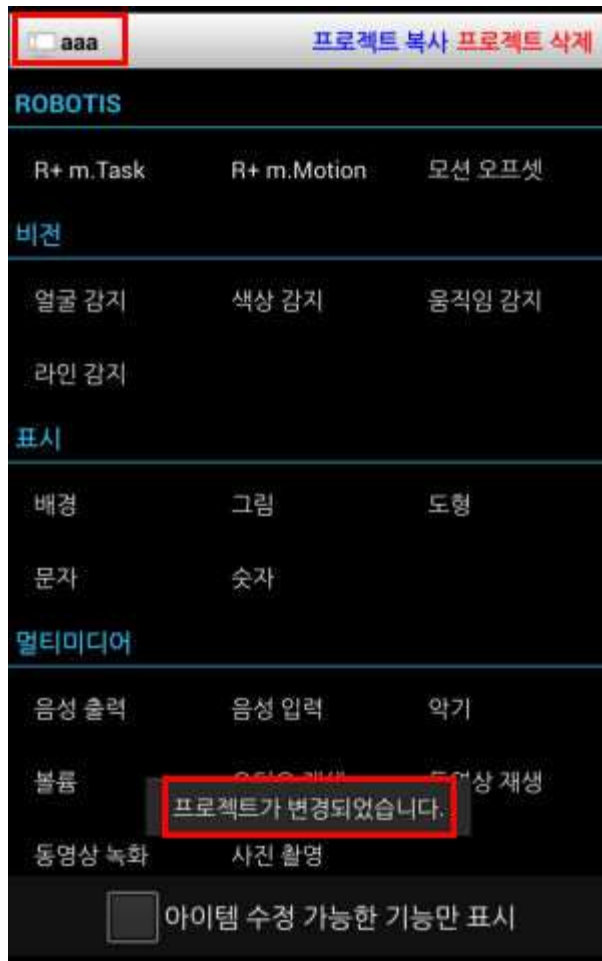 aaa 프로젝트 복사 프로젝트 삭제
ROBOTIS
R+ m.Task R+ m.Motion 모션 오프셋
비전
얼굴 감지 색상 감지 움직임 감지
라인 감지
표시
배경 그림 도형
문자 숫자
멀티미디어
음성 출력 음성 입력 악기
볼륨 재생
프로젝트가 변경되었습니다.
동영상 녹화 사진 촬영
아이템 수정 가능한 기능만 표시